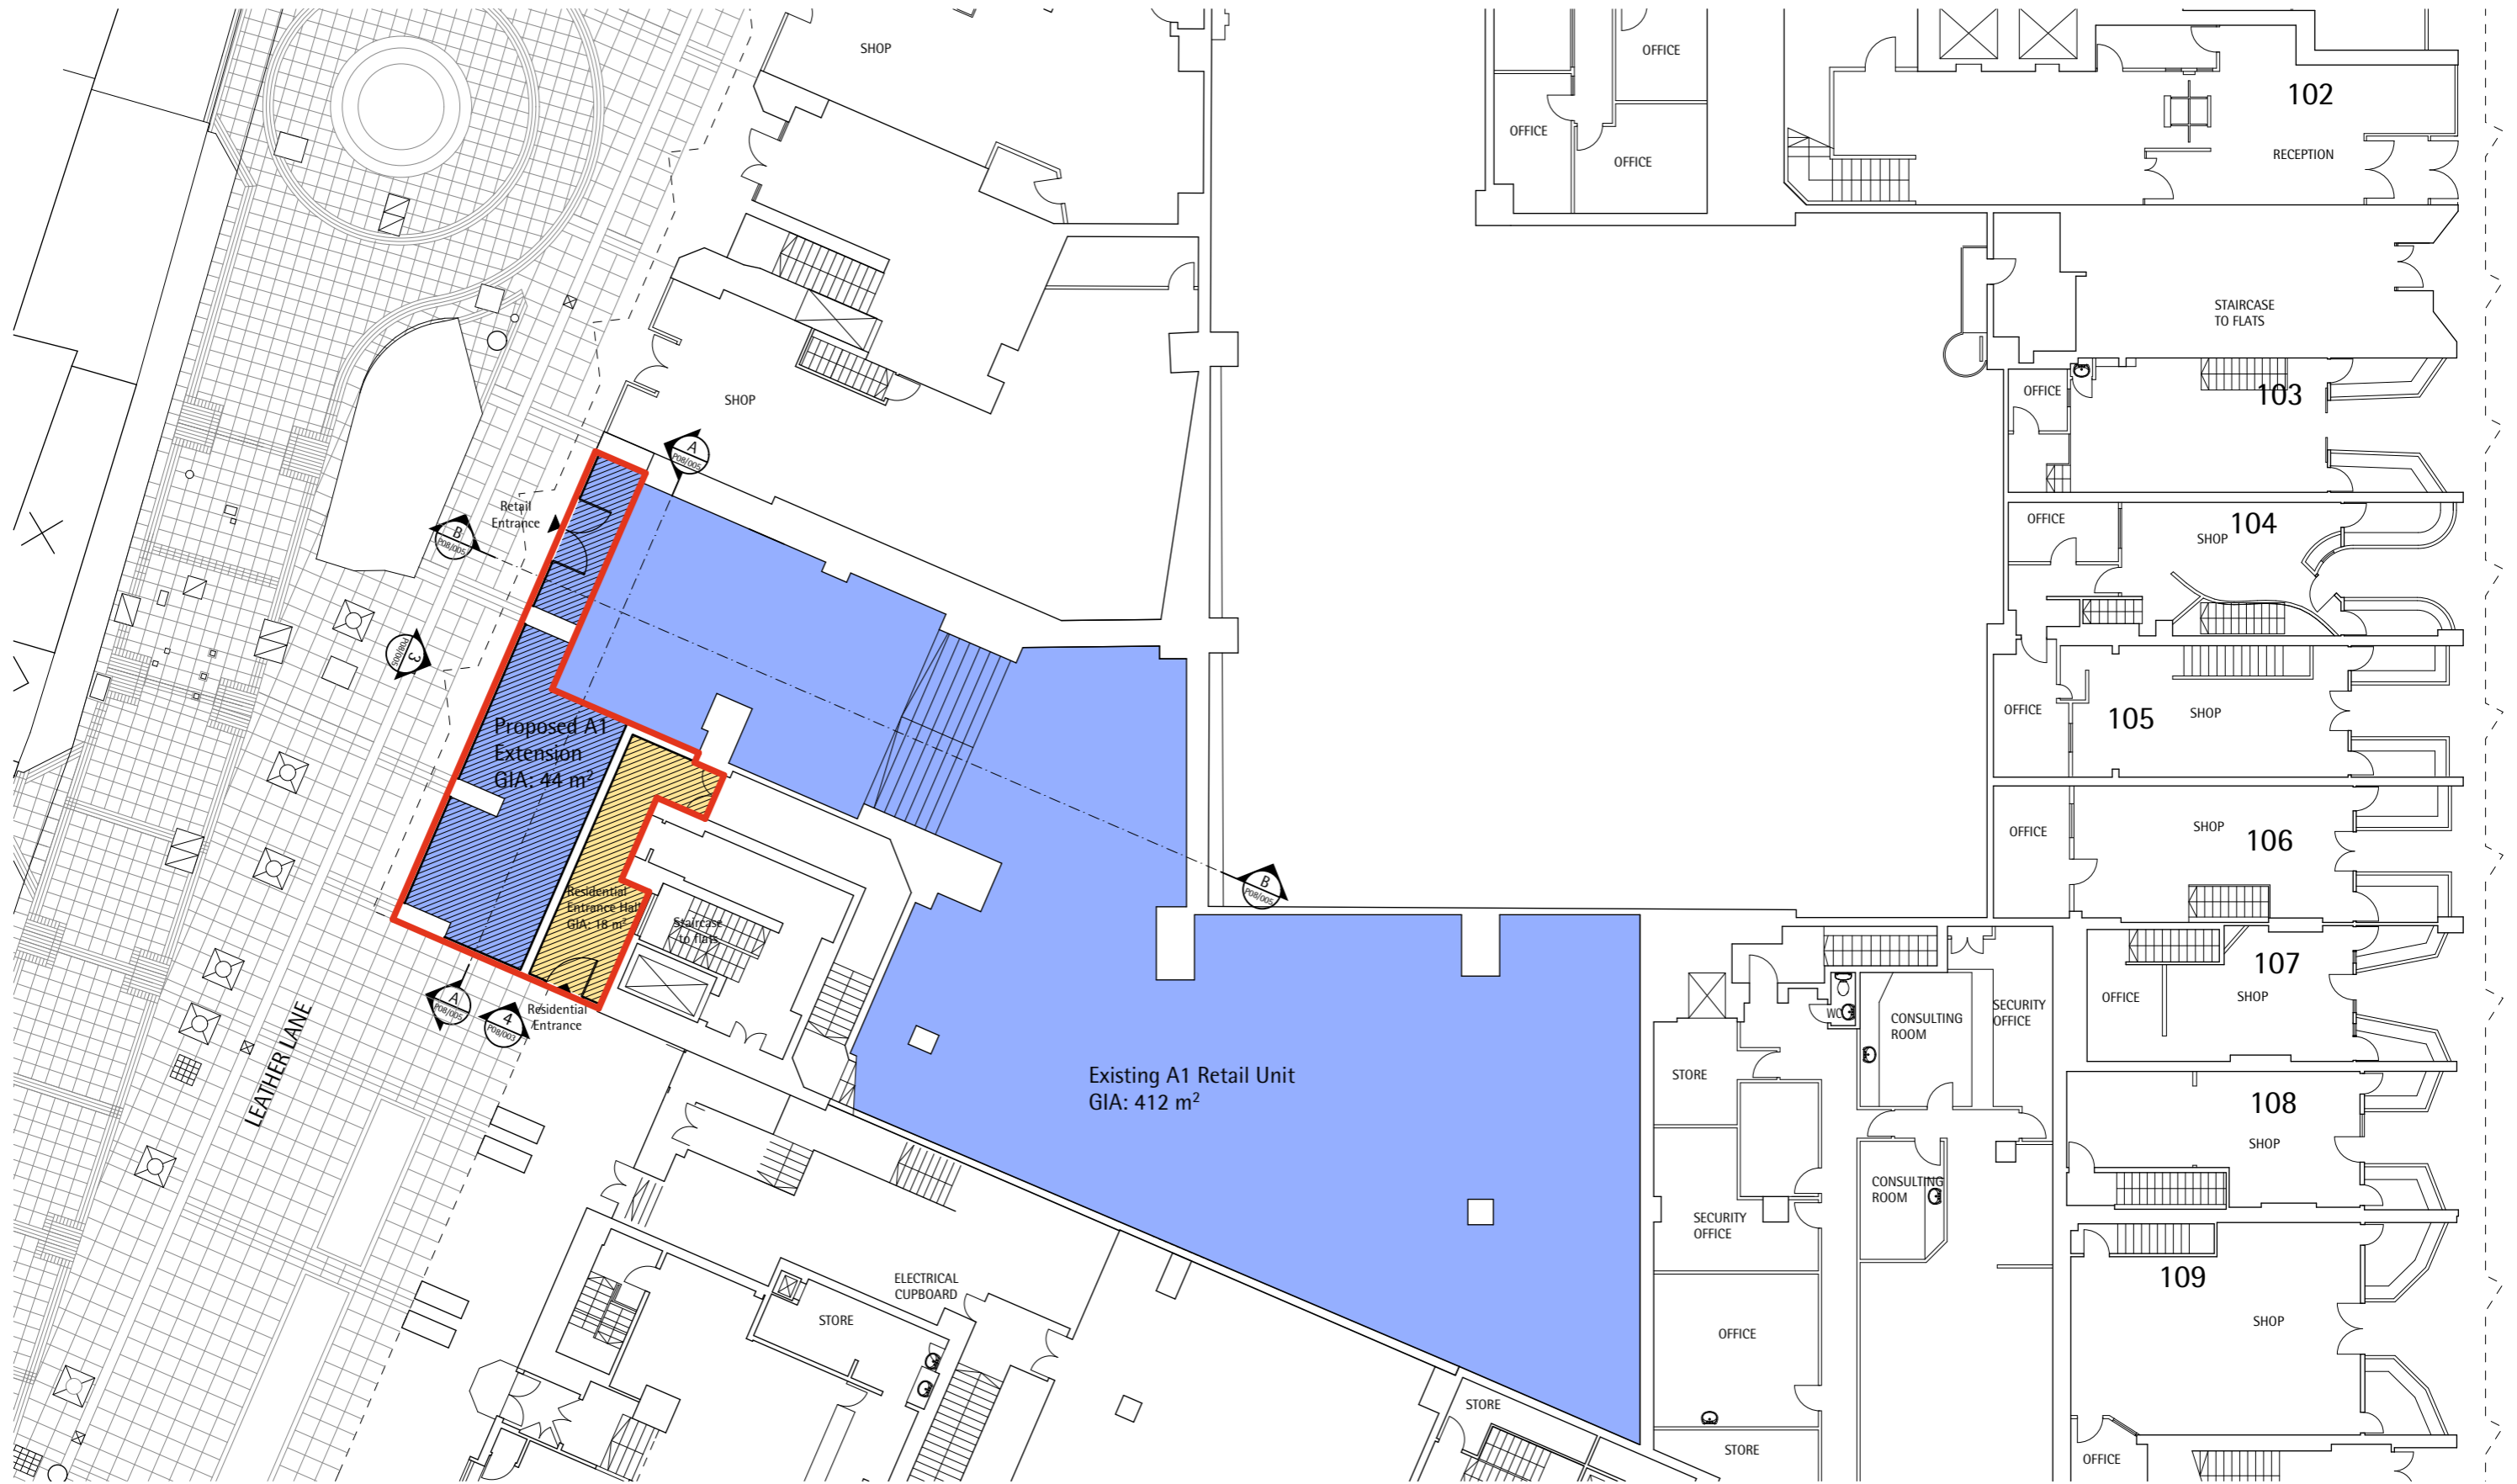 SHOP
OFFICE
OFFICE
OFFICE
102
RECEPTION
STAIRCASE
TO FLATS
SHOP
OFFICE
103
A
P08/005
Retail
Entrance
B
P08/005
OFFICE
SHOP
104
3
P08/005
Proposed A1
Extension
GIA: 44 m²
OFFICE
105
SHOP
OFFICE
SHOP
106
Residential
Entrance Hall
GIA: 18 m²
Staircase
to flats
B
P08/005
OFFICE
107
SHOP
A
P08/005
4
P08/003
Residential
Entrance
LEATHER LANE
WC
CONSULTING
ROOM
SECURITY
OFFICE
Existing A1 Retail Unit
GIA: 412 m²
STORE
108
SHOP
CONSULTING
ROOM
SECURITY
OFFICE
ELECTRICAL
CUPBOARD
STORE
109
SHOP
OFFICE
STORE
STORE
OFFICE